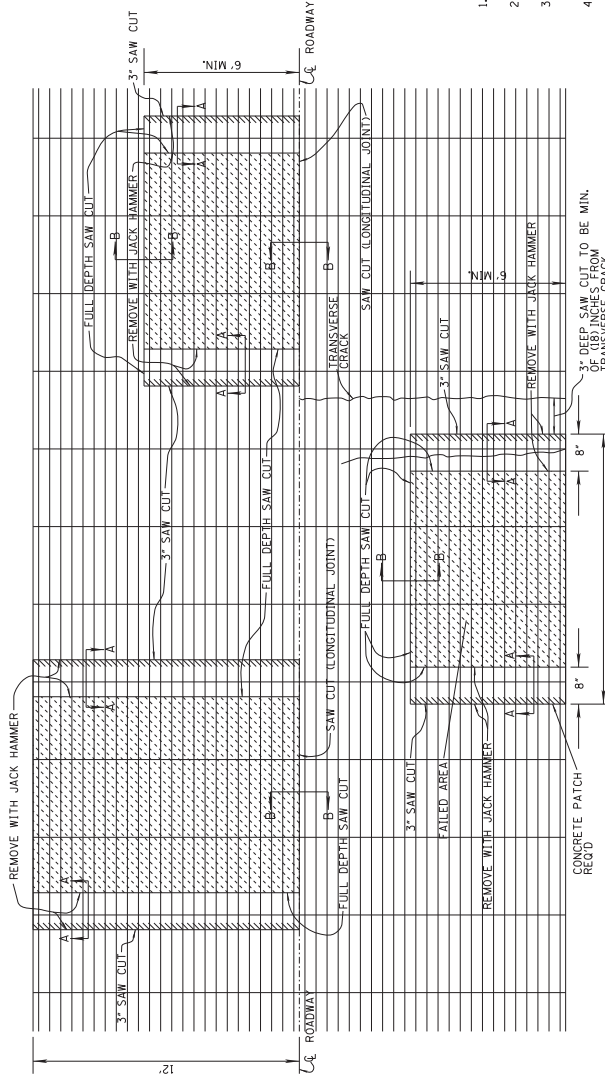 3" SAW CUT
6' MIN.
℄ ROADWAY
FULL DEPTH SAW CUT
A
A
REMOVE WITH JACK HAMMER
B
B
B
B
SAW CUT (LONGITUDINAL JOINT)
A
A
TRANSVERSE
CRACK
3" SAW CUT
FULL DEPTH SAW CUT
REMOVE WITH JACK HAMMER
A
A
SAW CUT (LONGITUDINAL JOINT)
B
B
FULL DEPTH SAW CUT
A
A
3" SAW CUT
12'
℄ ROADWAY
1.
2
3
4
6' MIN.
3" DEEP SAW CUT TO BE MIN.
OF (18) INCHES FROM
TRANSVERSE CRACK
REMOVE WITH JACK HAMMER
3" SAW CUT
A
A
8"
FULL DEPTH SAW CUT
B
B
A
A
8"
3" SAW CUT
FAILED AREA
REMOVE WITH JACK HAMMER
CONCRETE PATCH
REQ'D